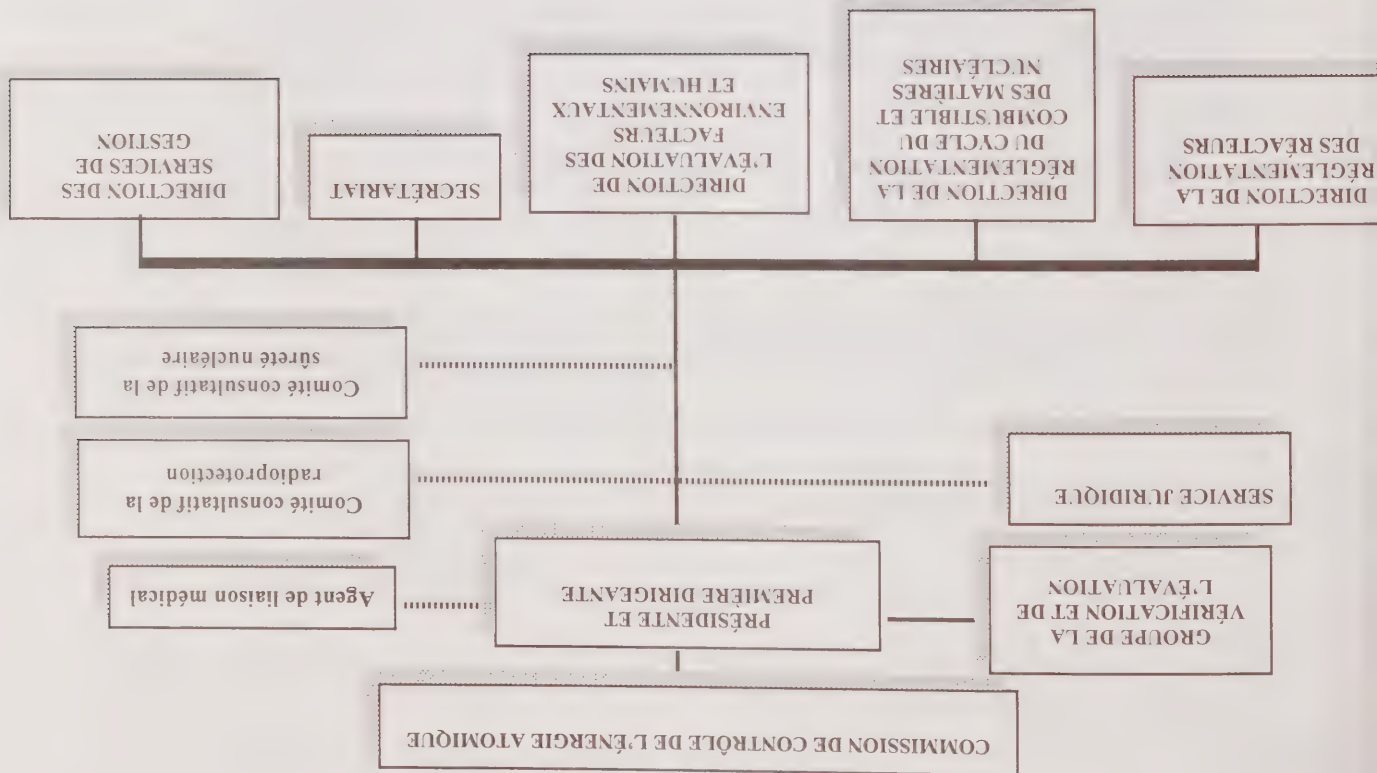 COMMISSION DE CONTRÔLE DE L'ÉNERGIE ATOMIQUE
GROUPE DE LA
VÉRIFICATION ET DE
L'ÉVALUATION
PRÉSIDENTE ET
PREMIÈRE DIRIGEANTE
Agent de liaison médical
SERVICE JURIDIQUE
Comité consultatif de la
radioprotection
Comité consultatif de la
sûreté nucléaire
DIRECTION DE LA
RÉGLEMENTATION
DES RÉACTEURS
DIRECTION DE LA
RÉGLEMENTATION
DU CYCLE DU
COMBUSTIBLE ET
DES MATIÈRES
NUCLÉAIRES
DIRECTION DE
L'ÉVALUATION DES
FACTEURS
ENVIRONNEMENTAUX
ET HUMAINS
SECRÉTARIAT
DIRECTION DES
SERVICES DE
GESTION